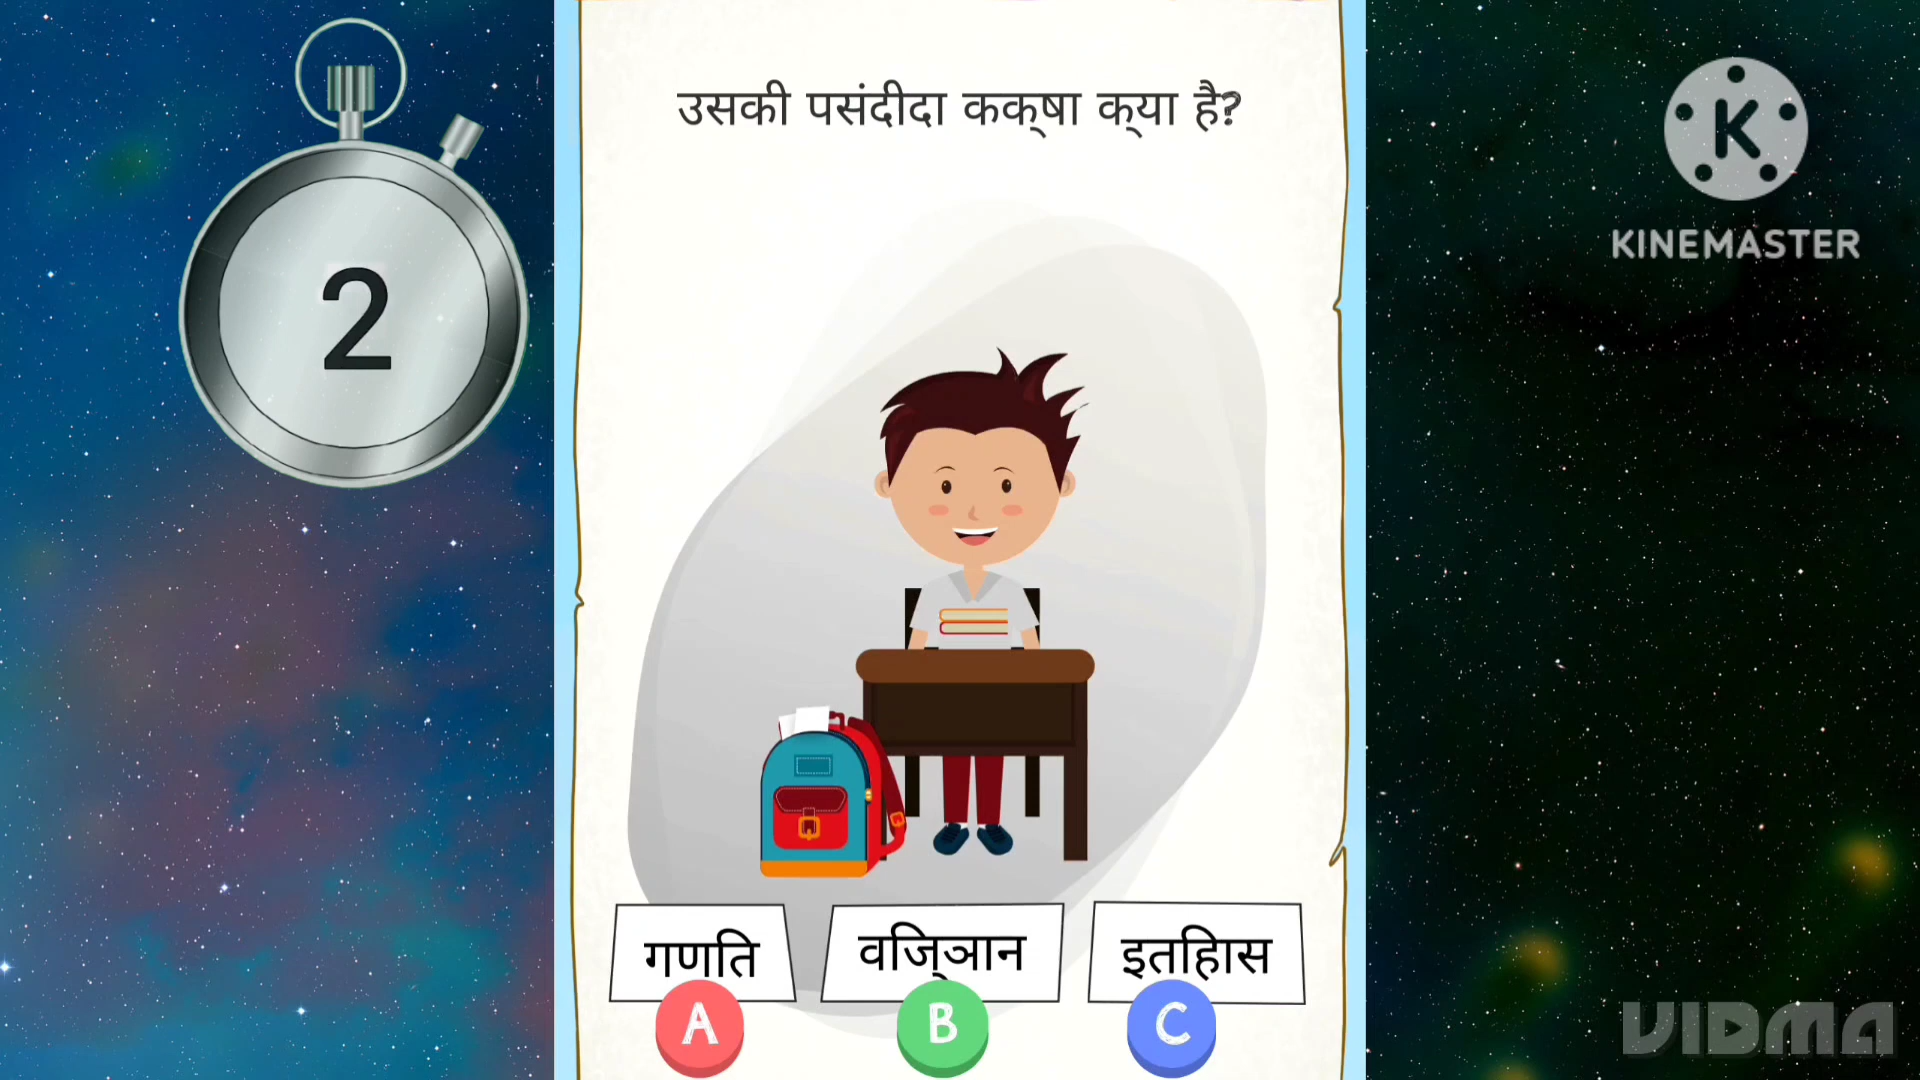 उसकी पसंदीदा कक्षा क्या है?
2
K
KINEMASTER
गणति
वजि्ञान
इतहिास
A
B
C
VIDMA